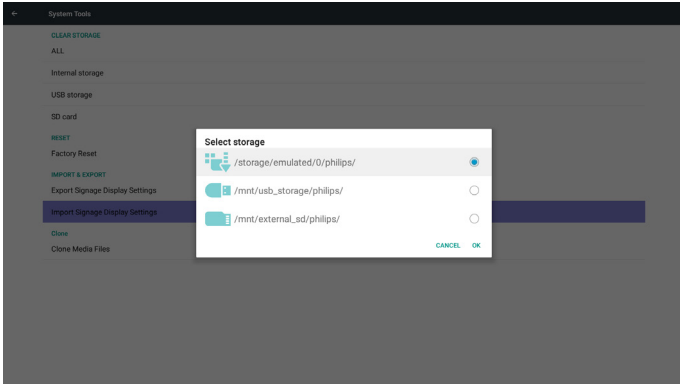 System Tools
CLEAR STORAGE
ALL
Internal storage
USB storage
SD card
RESET
Factory Reset
IMPORT & EXPORT
Export Signage Display Settings
Import Signage Display Settings
Clone
Clone Media Files
Select storage
/storage/emulated/0/philips/
/mnt/usb_storage/philips/
/mnt/external_sd/philips/
CANCEL OK